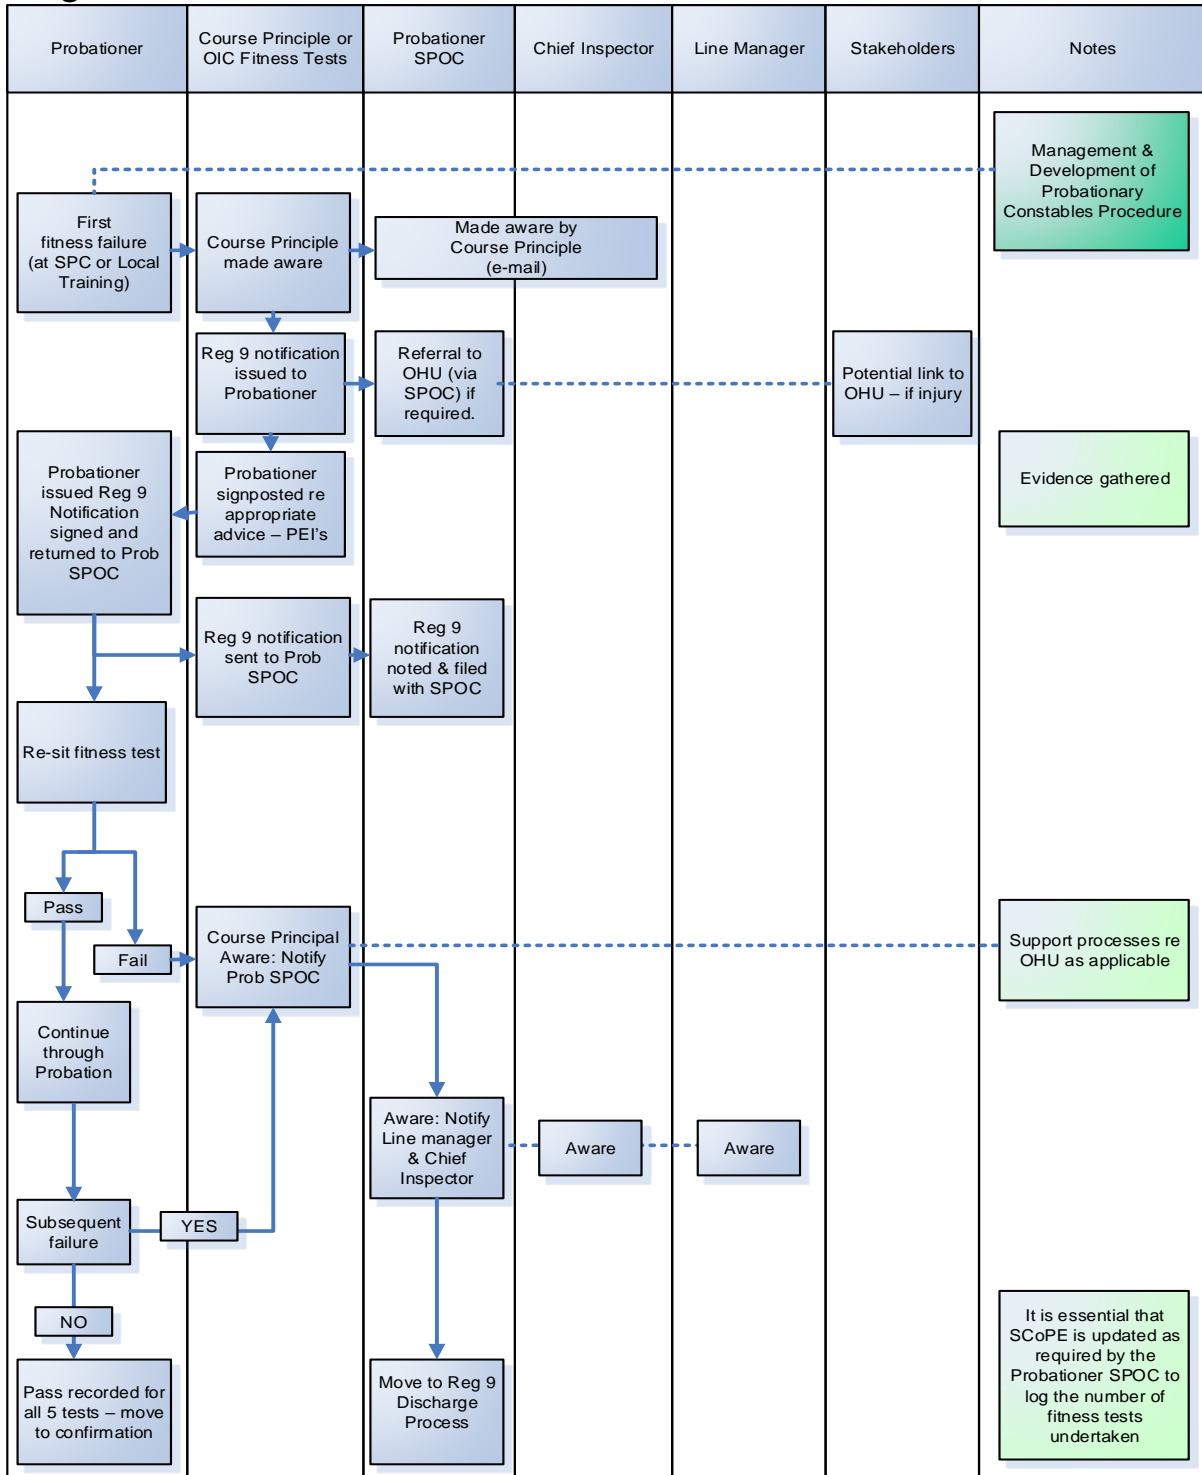 Probationer
Course Principle or
OIC Fitness Tests
Probationer
SPOC
Chief Inspector
Line Manager
Stakeholders
Notes
Management &
Development of
Probationary
Constables Procedure
First
fitness failure
(at SPC or Local
Training)
Course Principle
made aware
Made aware by
Course Principle
(e-mail)
Reg 9 notification
issued to
Probationer
Referral to
OHU (via
SPOC) if
required.
Potential link to
OHU – if injury
Probationer
issued Reg 9
Notification
signed and
returned to Prob
SPOC
Probationer
signposted re
appropriate
advice – PEI's
Evidence gathered
Reg 9 notification
sent to Prob
SPOC
Reg 9
notification
noted & filed
with SPOC
Re-sit fitness test
Pass
Fail
Course Principal
Aware: Notify
Prob SPOC
Support processes re
OHU as applicable
Continue
through
Probation
Aware: Notify
Line manager
& Chief
Inspector
Aware
Aware
Subsequent
failure
YES
NO
Pass recorded for
all 5 tests – move
to confirmation
Move to Reg 9
Discharge
Process
It is essential that
SCoPE is updated as
required by the
Probationer SPOC to
log the number of
fitness tests
undertaken